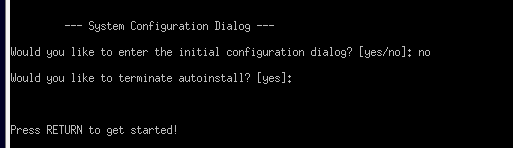 --- System Configuration Dialog ---
Would you like to enter the initial configuration dialog? [yes/no]: no
Would you like to terminate autoinstall? [yes]:
Press RETURN to get started!